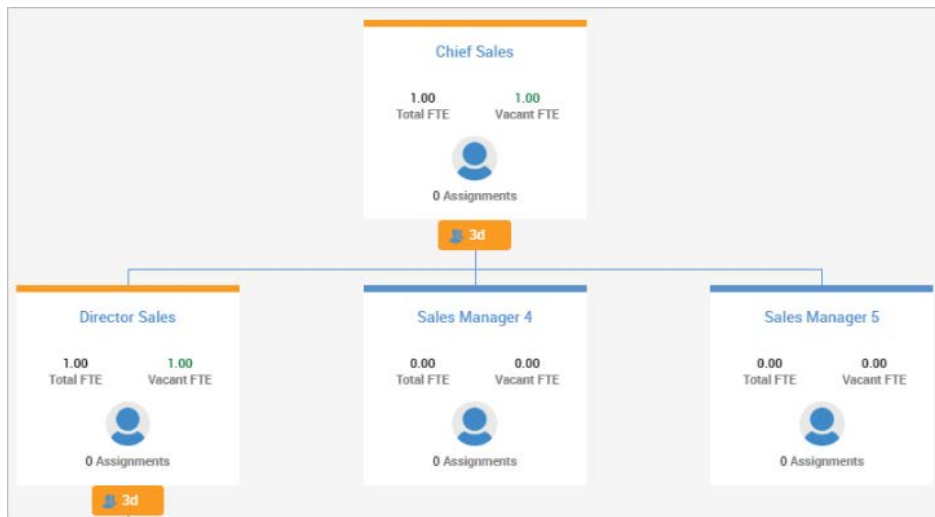 Chief Sales
1.00 1.00
Total FTE Vacant FTE
0 Assignments
3d
Director Sales
1.00 1.00
Total FTE Vacant FTE
0 Assignments
3d
Sales Manager 4
0.00 0.00
Total FTE Vacant FTE
0 Assignments
Sales Manager 5
0.00 0.00
Total FTE Vacant FTE
0 Assignments